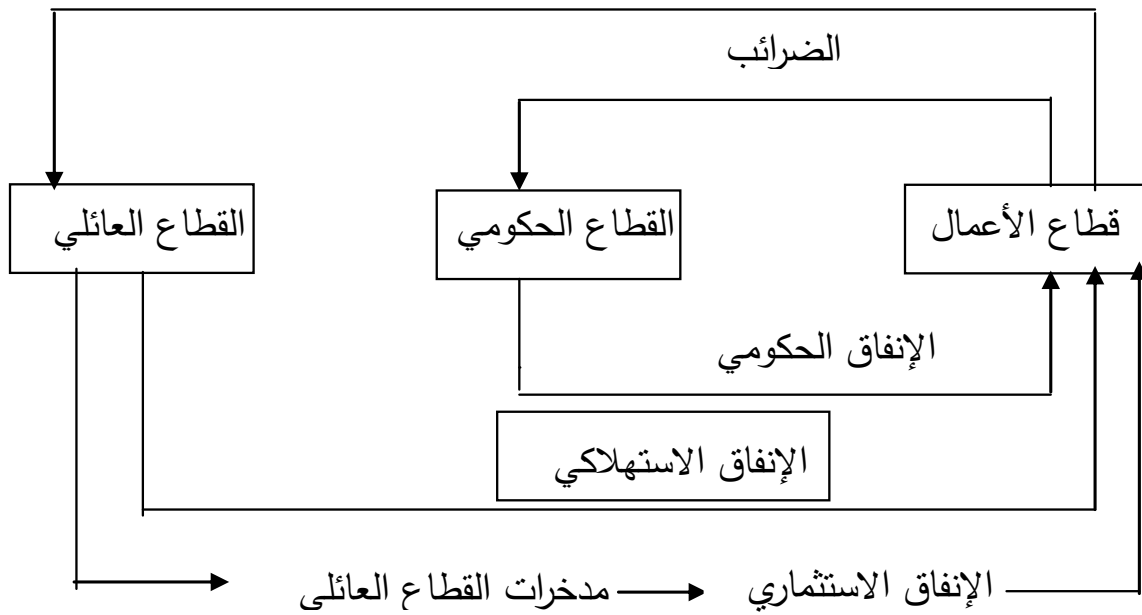 الضرائب
قطاع الأعمال
القطاع الحكومي
القطاع العائلي
الإنفاق الحكومي
الإنفاق الاستهلاكي
الإنفاق الاستثماري
مدخرات القطاع العائلي